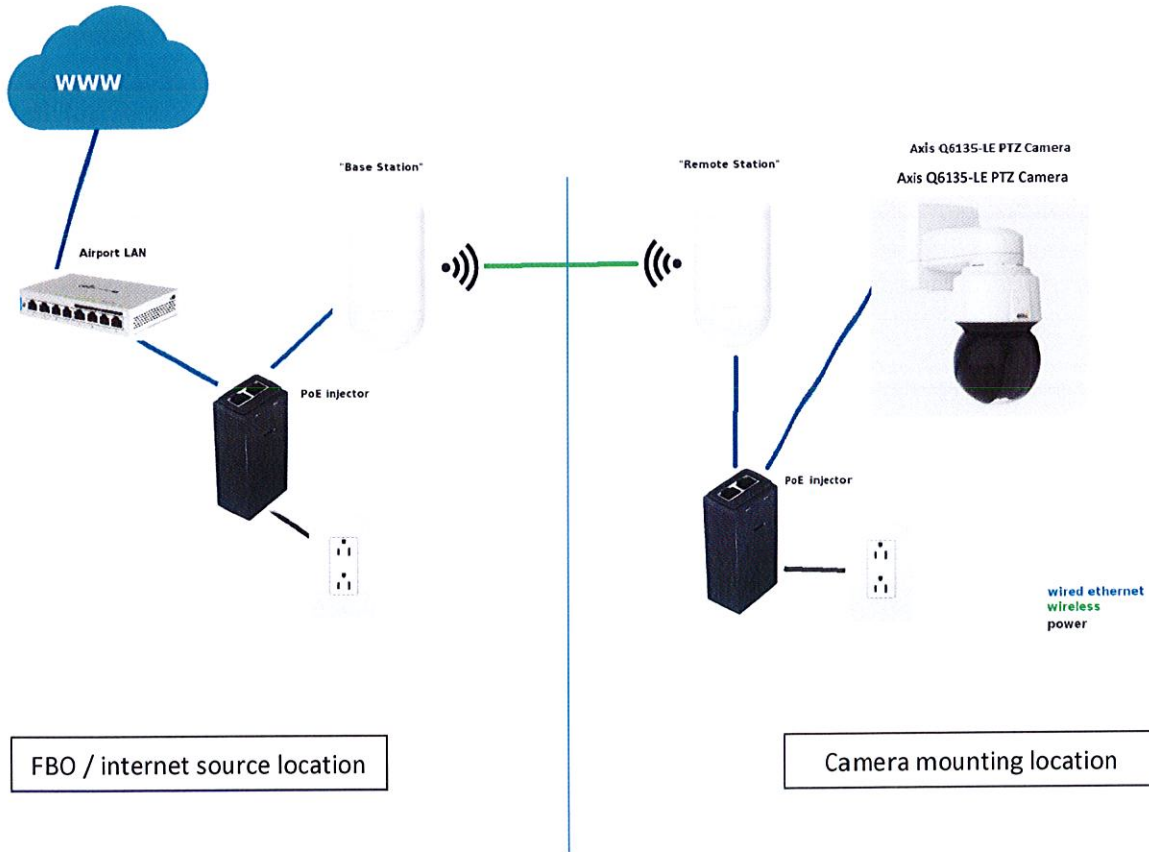 www
"Base Station"
"Remote Station"
Axis Q6135-LE PTZ Camera
Axis Q6135-LE PTZ Camera
Airport LAN
PoE injector
PoE injector
wired ethernet
wireless
power
FBO / internet source location
Camera mounting location